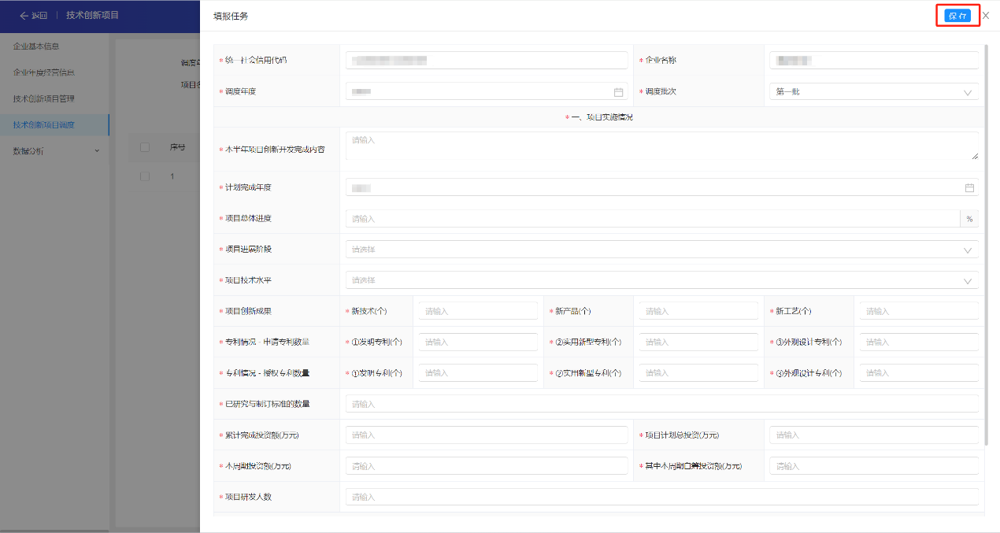 返回 | 技术创新项目
填报任务
保存
企业基本信息
企业年度经营信息
技术创新项目管理
技术创新项目调度
数据分析
调度年
项目名
序号
1
* 统一社会信用代码
* 企业名称
* 调度年度
* 调度批次 第一批
* 一、项目实施情况
* 本半年项目创新开发完成内容 请输入
* 计划完成年度
* 项目总体进度 请输入 %
* 项目进展阶段 请选择
* 项目技术水平 请选择
* 项目创新成果 * 新技术(个) 请输入 * 新产品(个) 请输入 * 新工艺(个) 请输入
* 专利情况 - 申请专利数量 * ①发明专利(个) 请输入 * ②实用新型专利(个) 请输入 * ③外观设计专利(个) 请输入
* 专利情况 - 授权专利数量 * ①发明专利(个) 请输入 * ②实用新型专利(个) 请输入 * ③外观设计专利(个) 请输入
* 已研究与制订标准的数量 请输入
* 累计完成投资额(万元) 请输入 * 项目计划总投资(万元) 请输入
* 本周期投资额(万元) 请输入 * 其中本周期自筹投资额(万元) 请输入
* 项目研发人数 请输入